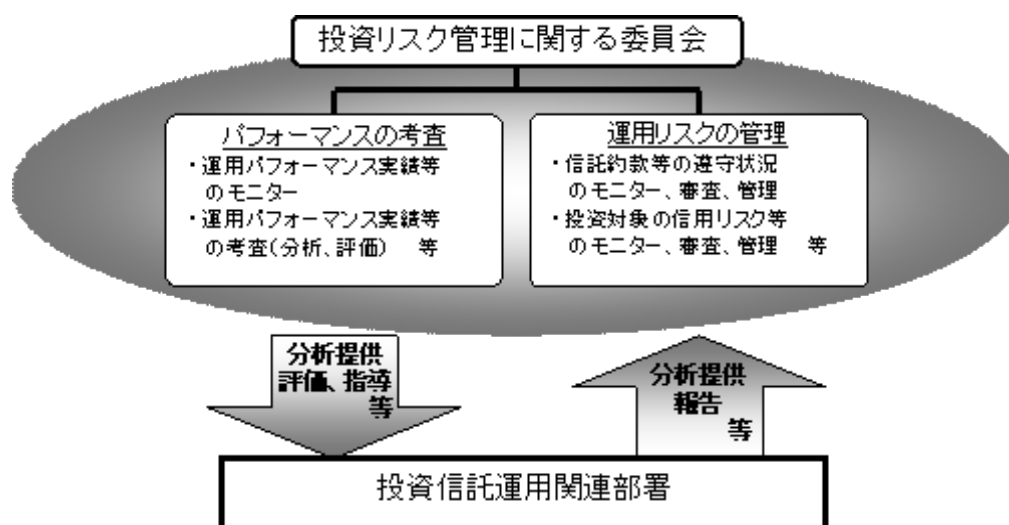 投資リスク管理に関する委員会
パフォーマンスの考査
・運用パフォーマンス実績等
のモニター
・運用パフォーマンス実績等
の考査(分析、評価) 等
運用リスクの管理
・信託約款等の遵守状況
のモニター、審査、管理
・投資対象の信用リスク等
のモニター、審査、管理 等
分析提供
評価、指導
等
分析提供
報告
等
投資信託運用関連部署